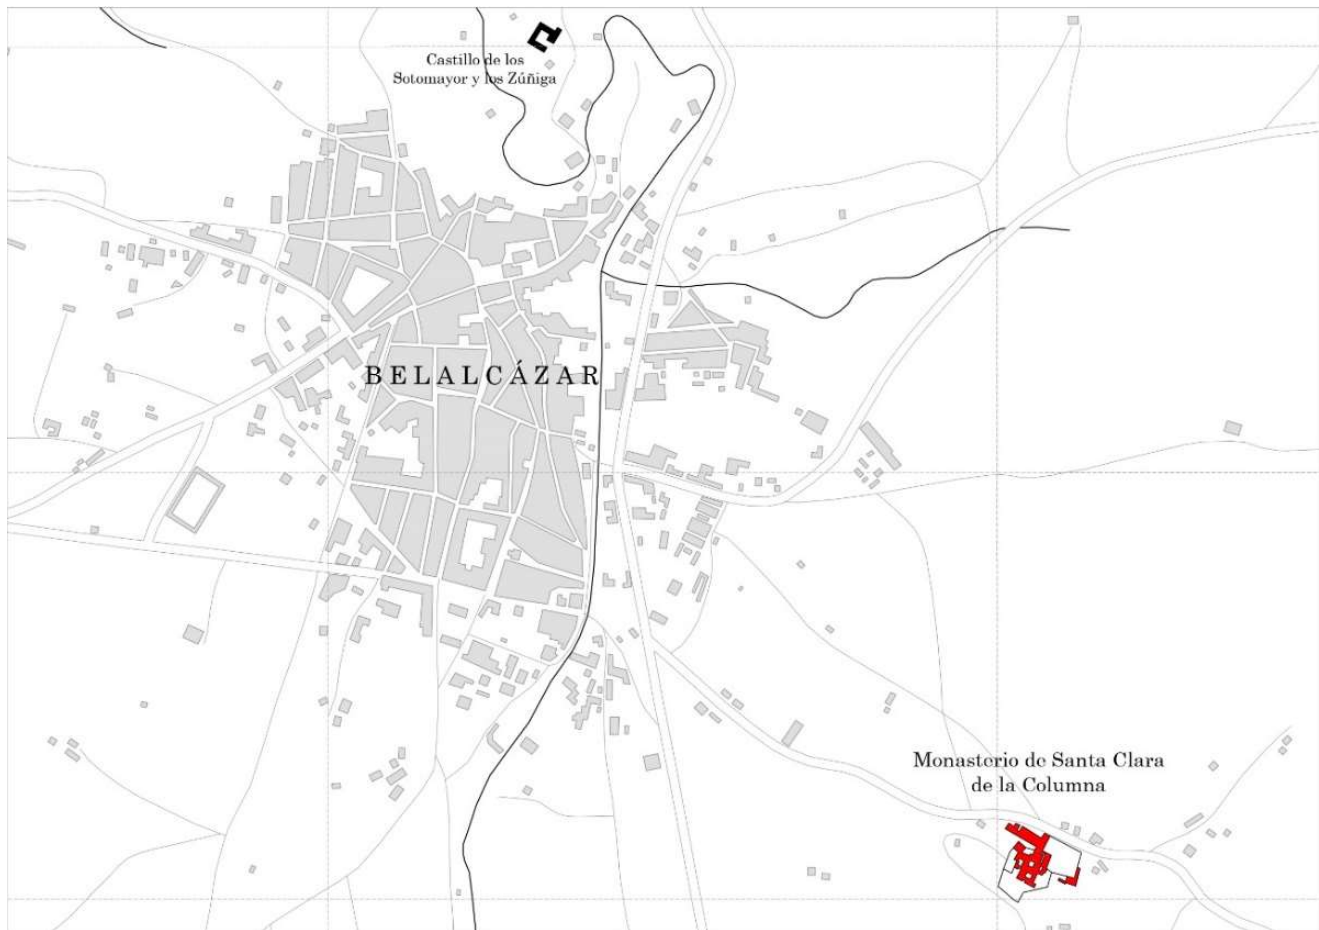 Castillo de los
Sotomayor y los Zúñiga
BELALCÁZAR
Monasterio de Santa Clara
de la Columna